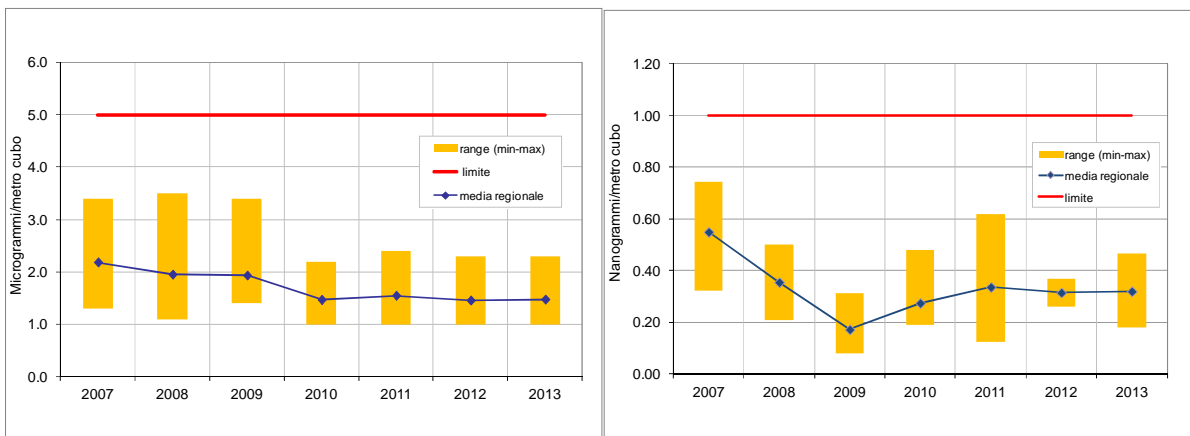 Microgrammi/metro cubo
6.0
5.0
4.0
3.0
2.0
1.0
0.0
range (min-max)
limite
media regionale
2007 2008 2009 2010 2011 2012 2013
Nanogrammi/metro cubo
1.20
1.00
0.80
0.60
0.40
0.20
0.00
range (min-max)
media regionale
limite
2007 2008 2009 2010 2011 2012 2013